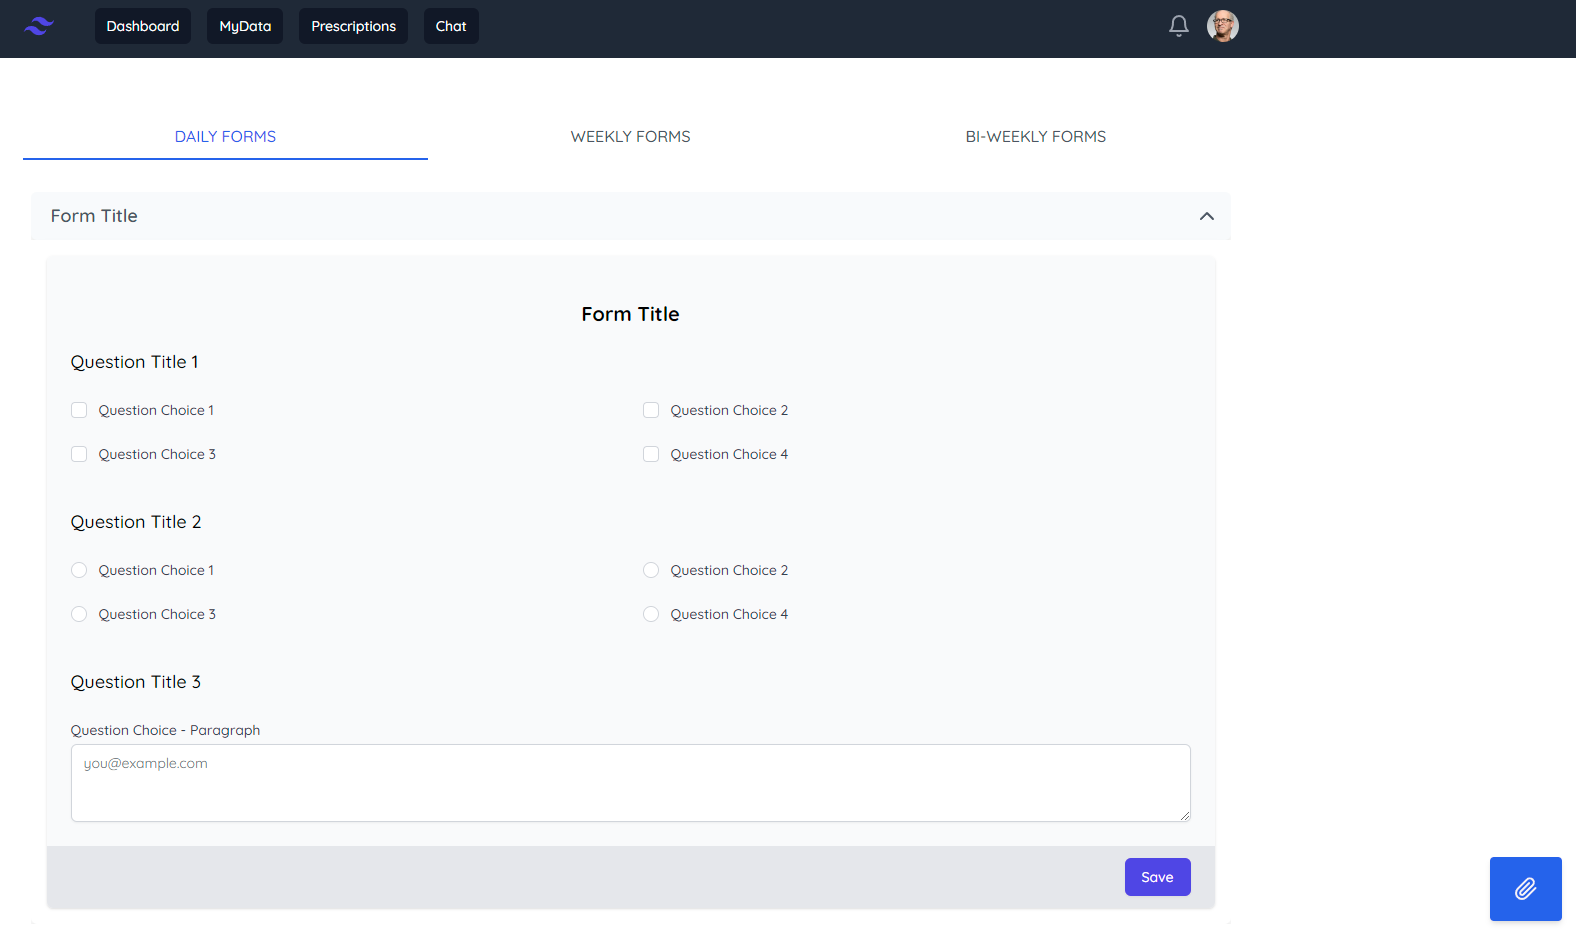 Dashboard MyData Prescriptions Chat
DAILY FORMS WEEKLY FORMS BI-WEEKLY FORMS
Form Title
Form Title
Question Title 1
Question Choice 1 Question Choice 2
Question Choice 3 Question Choice 4
Question Title 2
Question Choice 1 Question Choice 2
Question Choice 3 Question Choice 4
Question Title 3
Question Choice - Paragraph
you@example.com
Save